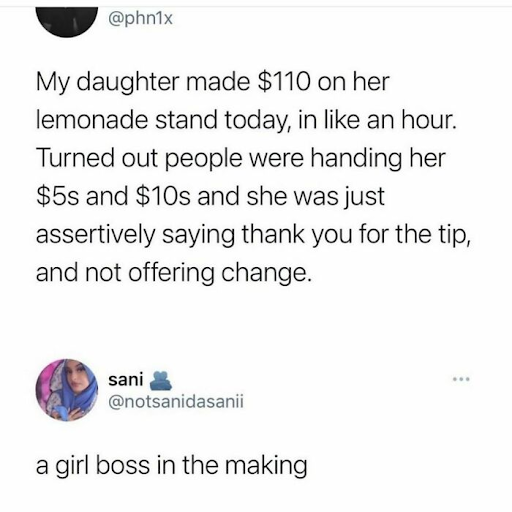 @phn1x
My daughter made $110 on her
lemonade stand today, in like an hour.
Turned out people were handing her
$5s and $10s and she was just
assertively saying thank you for the tip,
and not offering change.
sani 🫂
@notsanidasanii
a girl boss in the making